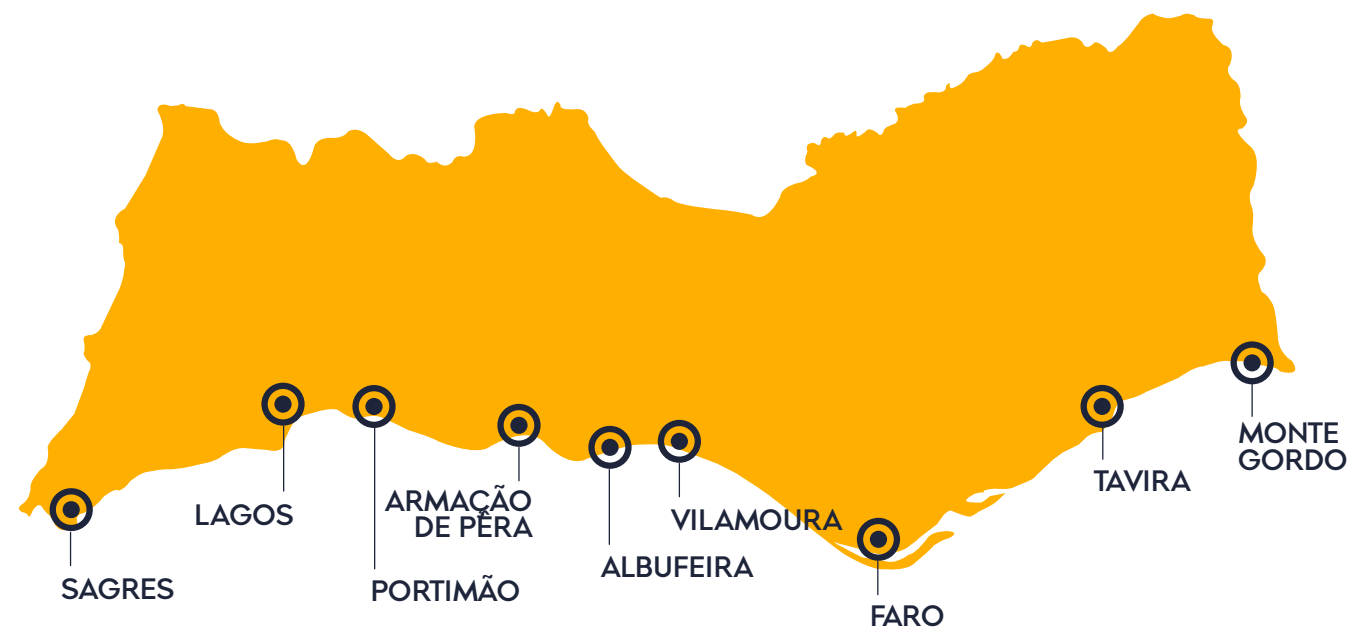 SAGRES
LAGOS
PORTIMÃO
ARMAÇÃO
DE PÊRA
ALBUFEIRA
VILAMOURA
FARO
TAVIRA
MONTE
GORDO